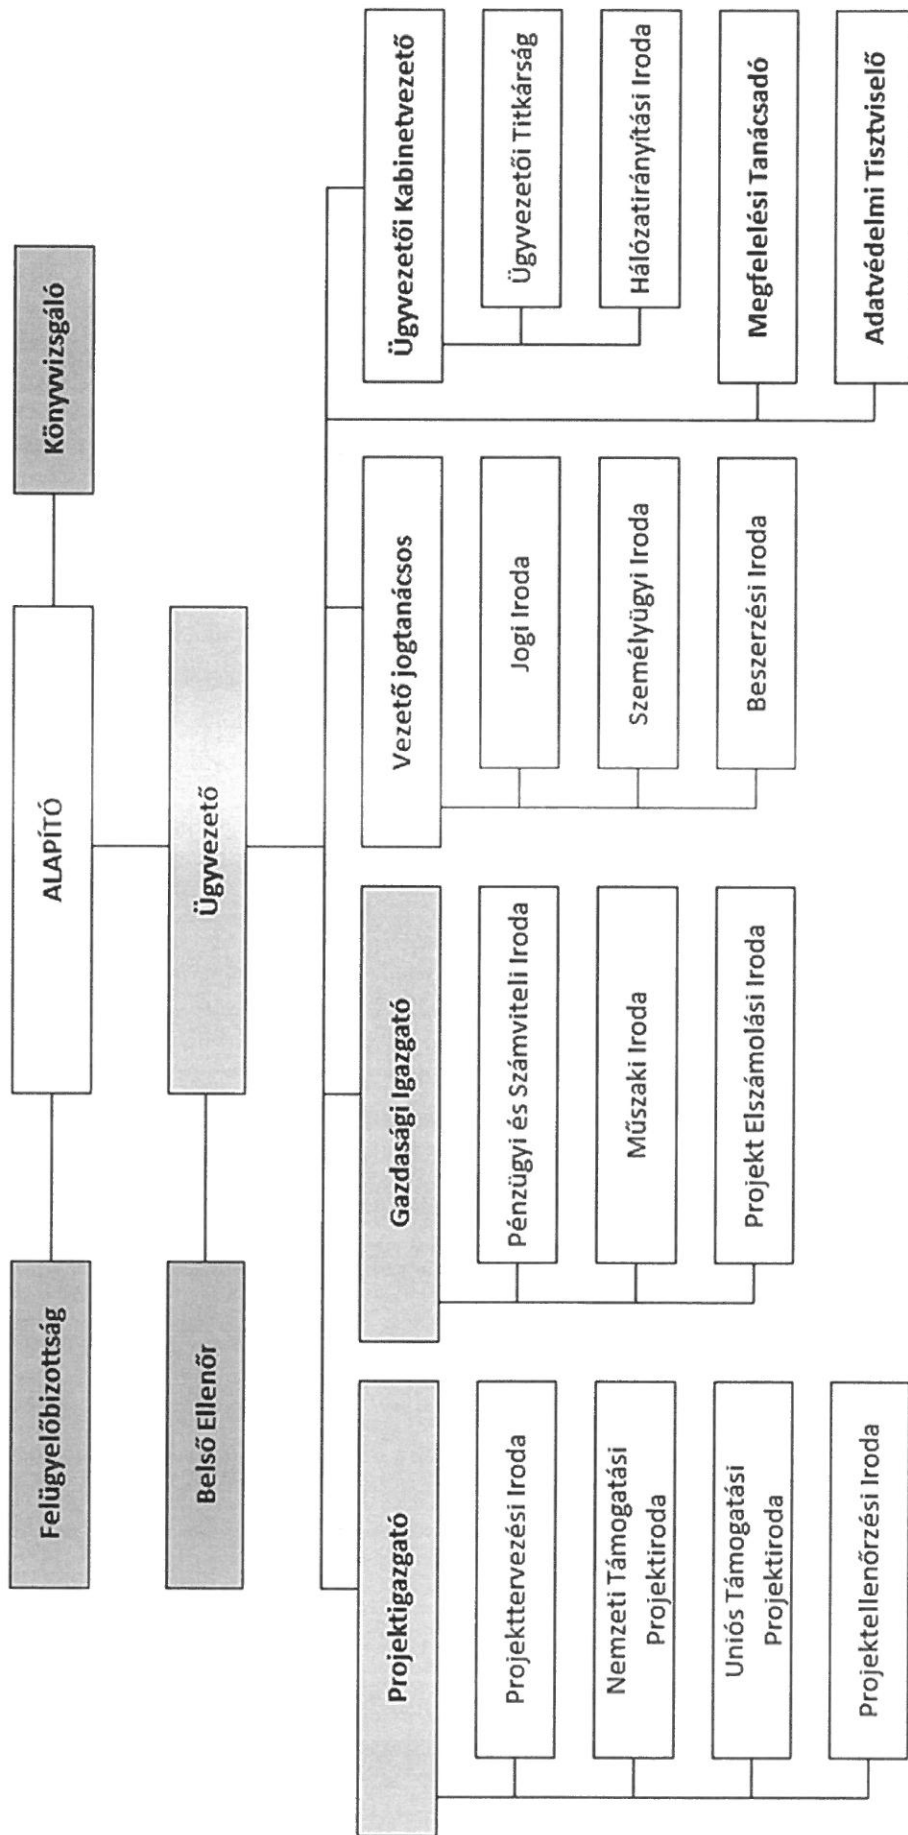 Felügyelőbizottság
ALAPÍTÓ
Könyvvizsgáló
Belső Ellenőr
Ügyvezető
Projektigazgató
Projekttervezési Iroda
Nemzeti Támogatási
Projektiroda
Uniós Támogatási
Projektiroda
Projektellenőrzési Iroda
Gazdasági Igazgató
Pénzügyi és Számviteli Iroda
Műszaki Iroda
Projekt Elszámolási Iroda
Vezető jogtanácsos
Jogi Iroda
Személyügyi Iroda
Beszerzési Iroda
Ügyvezetői Kabinetvezető
Ügyvezetői Titkárság
Hálózatirányítási Iroda
Megfelelési Tanácsadó
Adatvédelmi Tisztviselő